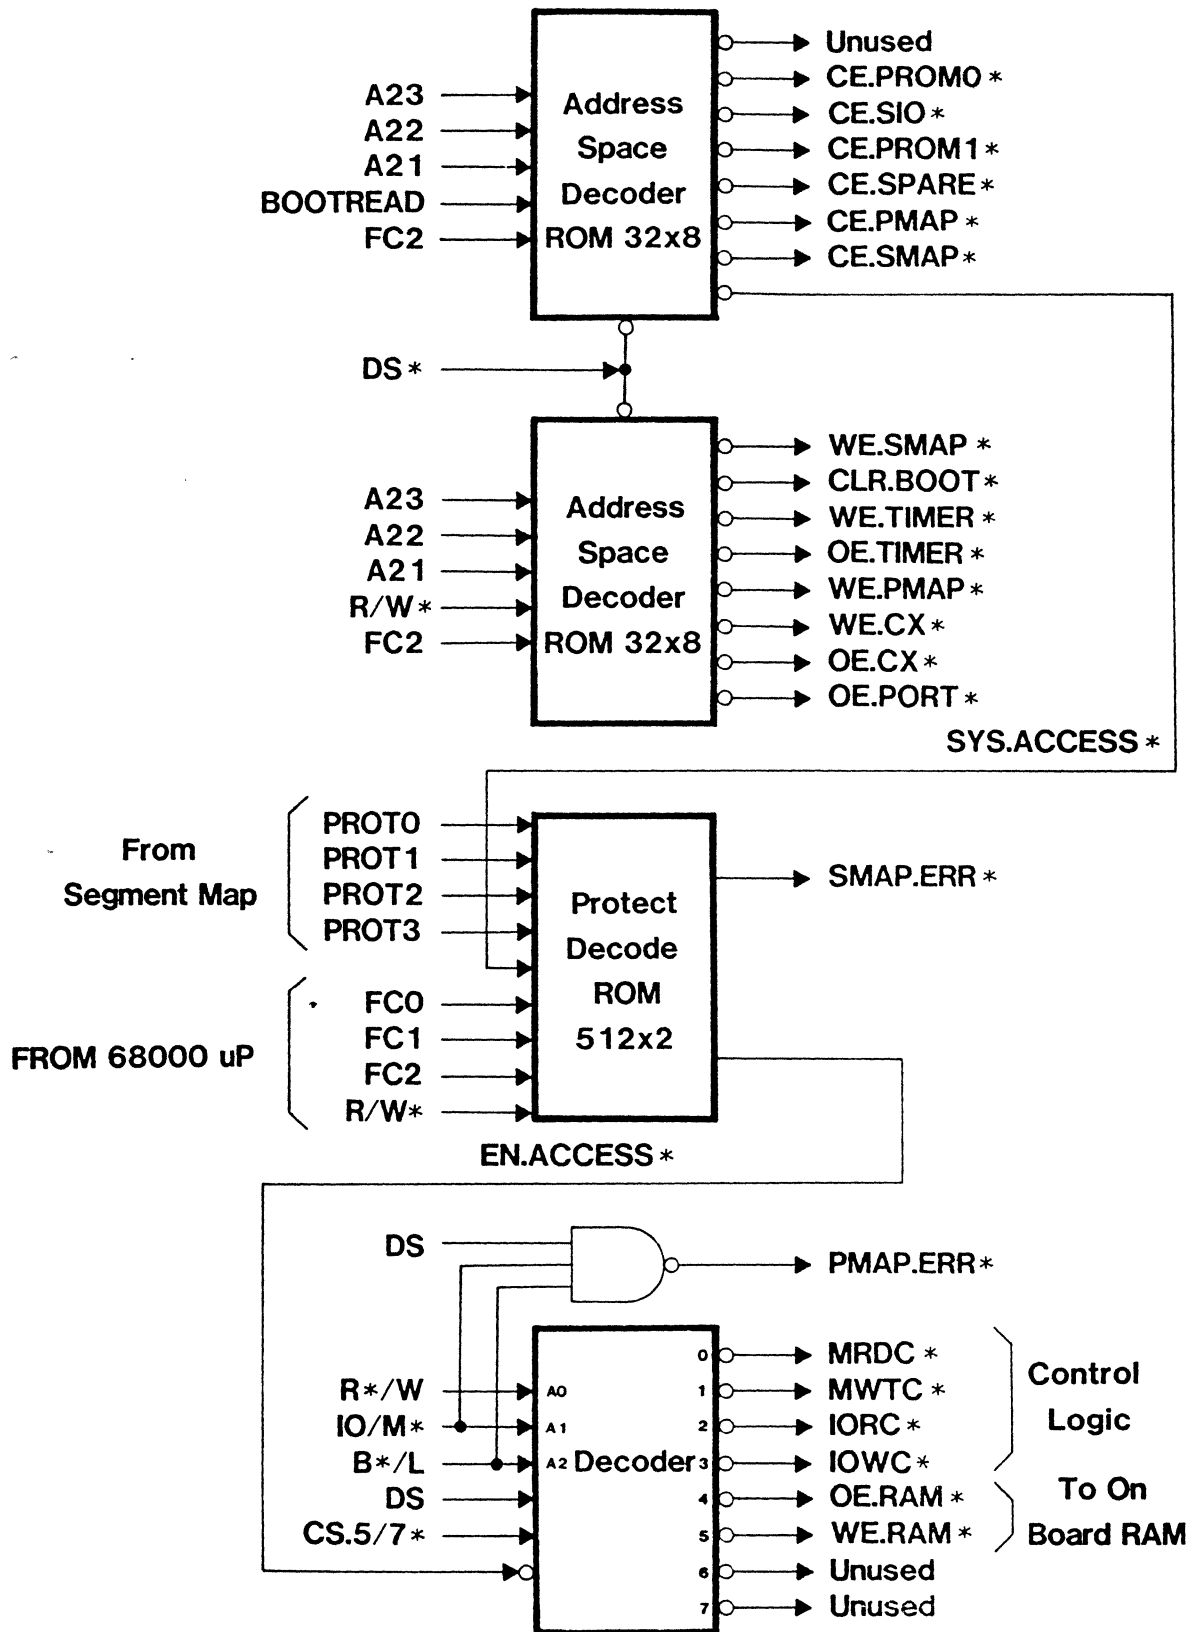 Unused
CE.PROM0*
A23
Address
CE.SIO*
A22
Space
CE.PROM1*
A21
Decoder
CE.SPARE*
BOOTREAD
ROM 32x8
CE.PMAP*
FC2
CE.SMAP*
DS*
WE.SMAP*
CLR.BOOT*
A23
Address
WE.TIMER*
A22
Space
OE.TIMER*
A21
Decoder
WE.PMAP*
R/W*
ROM 32x8
WE.CX*
FC2
OE.CX*
OE.PORT*
SYS.ACCESS*
From
Segment Map
PROT0
PROT1
PROT2
PROT3
Protect
Decode
ROM
512x2
SMAP.ERR*
FROM 68000 uP
FC0
FC1
FC2
R/W*
EN.ACCESS*
DS
PMAP.ERR*
R*/W
IO/M*
B*/L
DS
CS.5/7*
A0
A1
A2
Decoder
0 MRDC*
1 MWTC*
2 IORC*
3 IOWC*
4 OE.RAM*
5 WE.RAM*
6 Unused
7 Unused
Control
Logic
To On
Board RAM